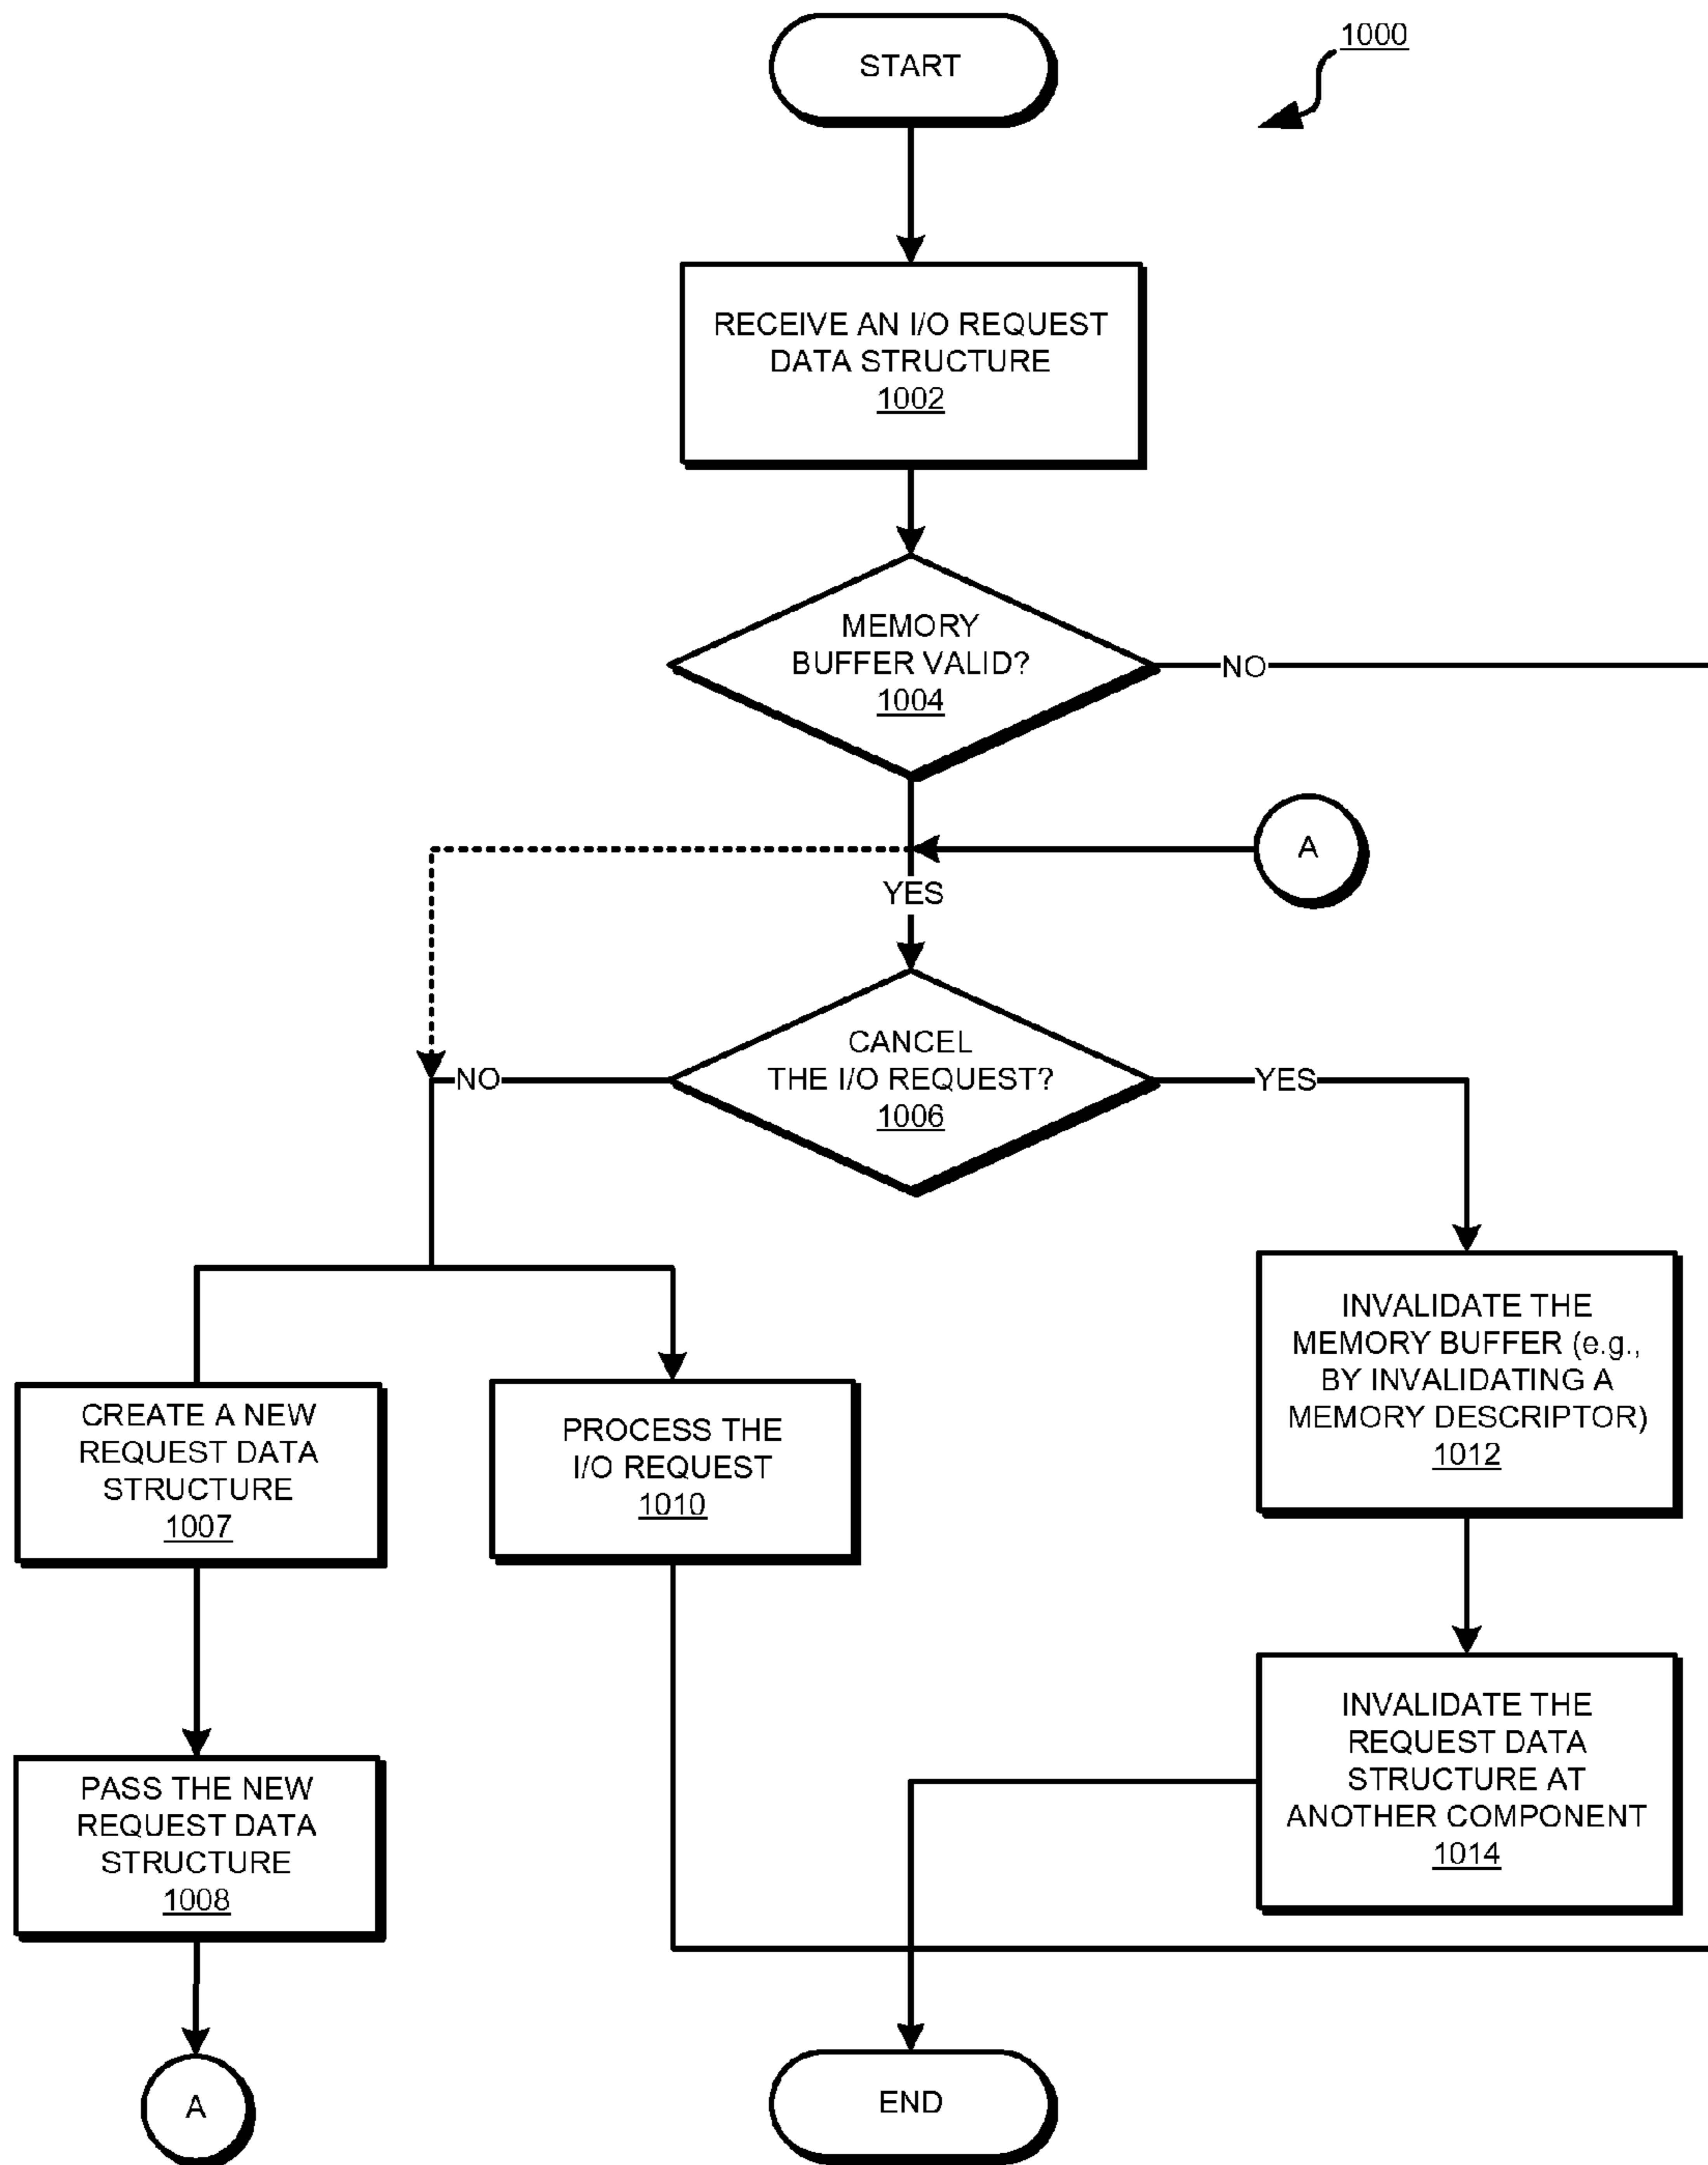 START
1000
RECEIVE AN I/O REQUEST
DATA STRUCTURE
1002
MEMORY
BUFFER VALID?
1004
NO
A
YES
CANCEL
THE I/O REQUEST?
1006
NO
YES
CREATE A NEW
REQUEST DATA
STRUCTURE
1007
PROCESS THE
I/O REQUEST
1010
INVALIDATE THE
MEMORY BUFFER (e.g.,
BY INVALIDATING A
MEMORY DESCRIPTOR)
1012
PASS THE NEW
REQUEST DATA
STRUCTURE
1008
INVALIDATE THE
REQUEST DATA
STRUCTURE AT
ANOTHER COMPONENT
1014
A
END